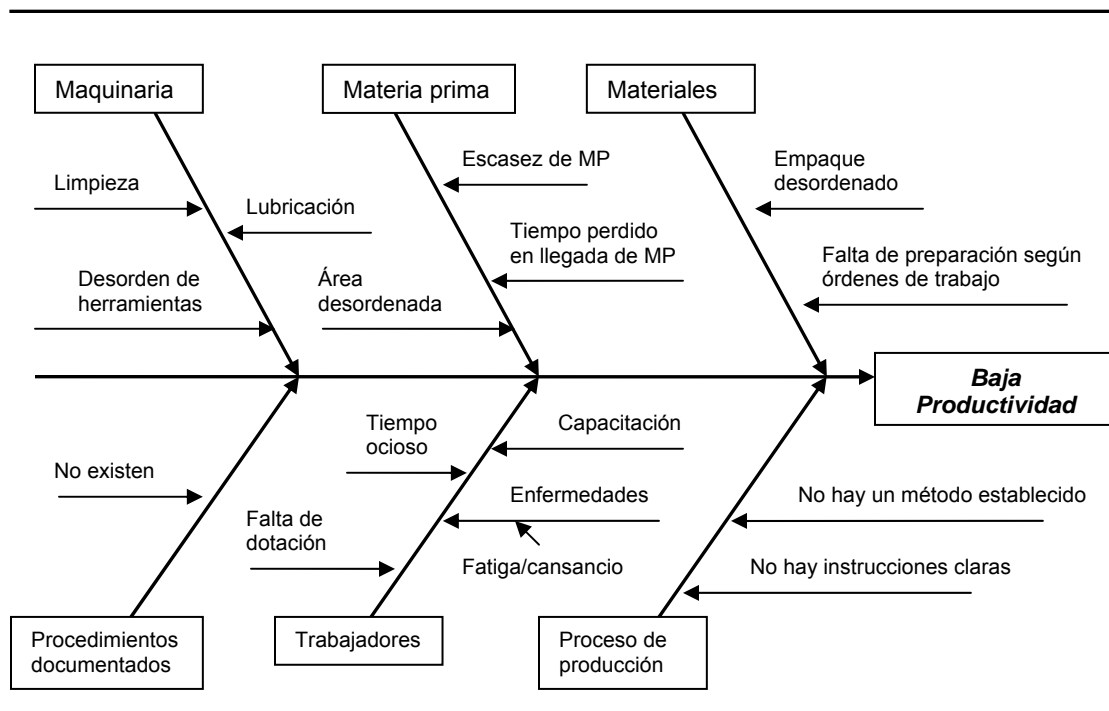 Maquinaria
Materia prima
Materiales
Limpieza
Lubricación
Desorden de
herramientas
Escasez de MP
Tiempo perdido
en llegada de MP
Área
desordenada
Empaque
desordenado
Falta de preparación según
órdenes de trabajo
Baja
Productividad
No existen
Tiempo
ocioso
Capacitación
Enfermedades
Falta de
dotación
Fatiga/cansancio
No hay un método establecido
No hay instrucciones claras
Procedimientos
documentados
Trabajadores
Proceso de
producción